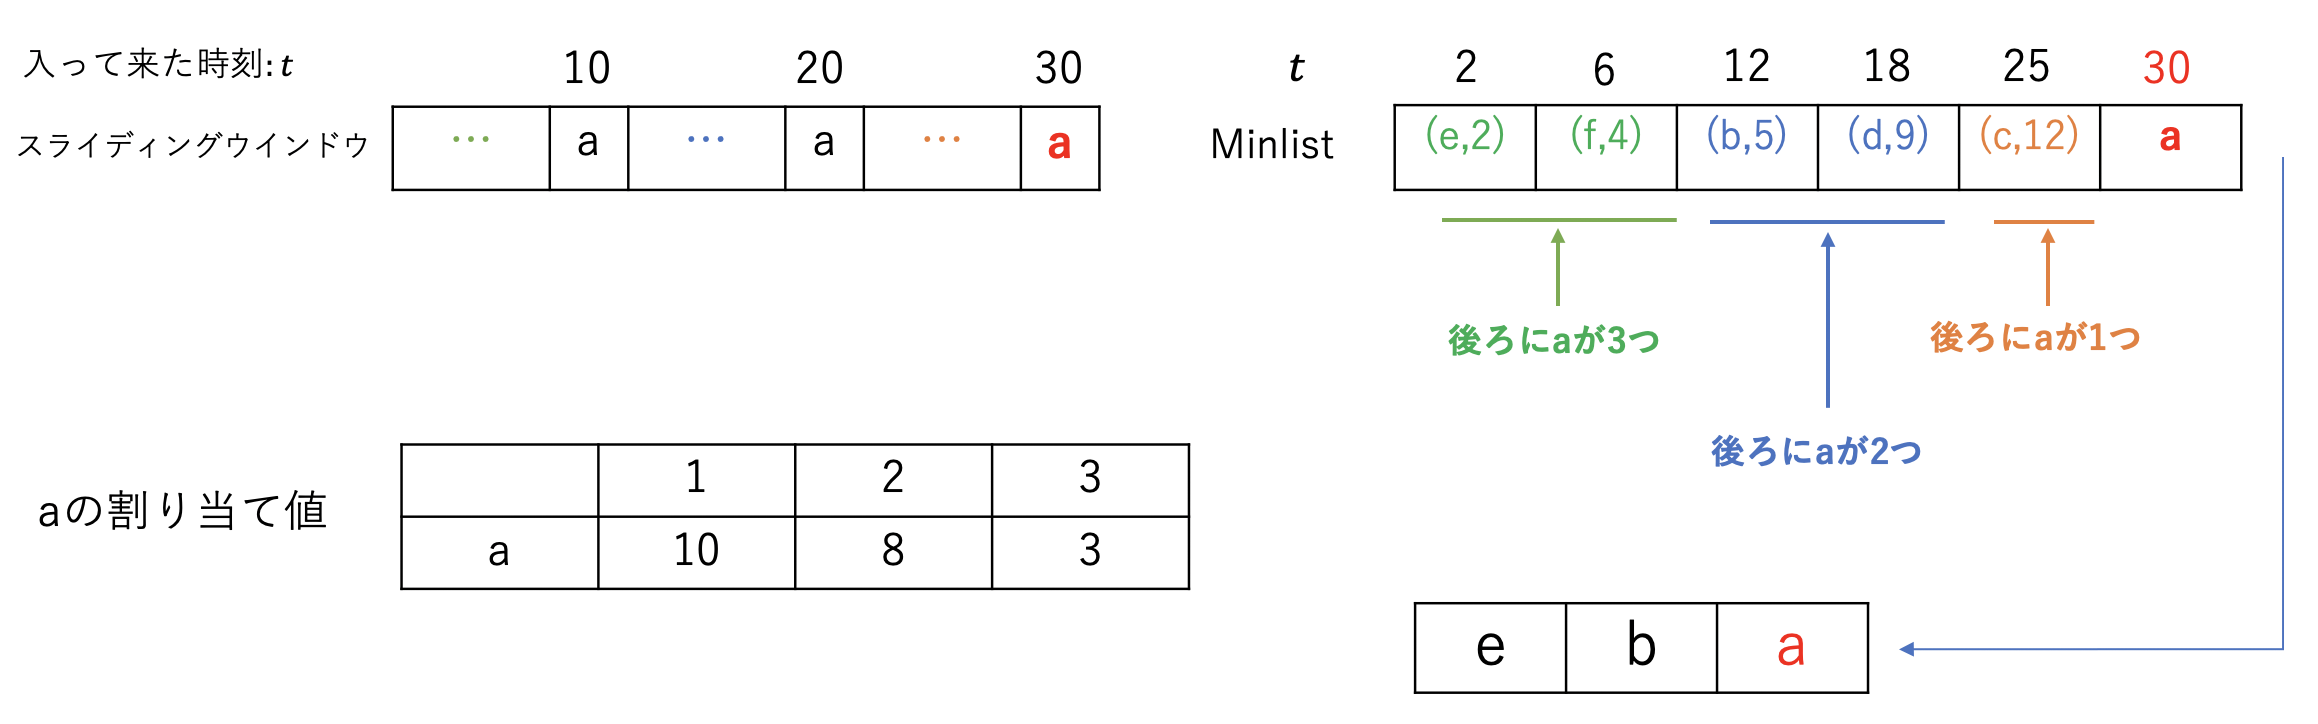 入って来た時刻: t 10 20 30
スライディングウインドウ … a … a … a
t 2 6 12 18 25 30
Minlist (e,2) (f,4) (b,5) (d,9) (c,12) a
後ろにaが3つ
後ろにaが1つ
後ろにaが2つ
aの割り当て値
1 2 3
a 10 8 3
e b a